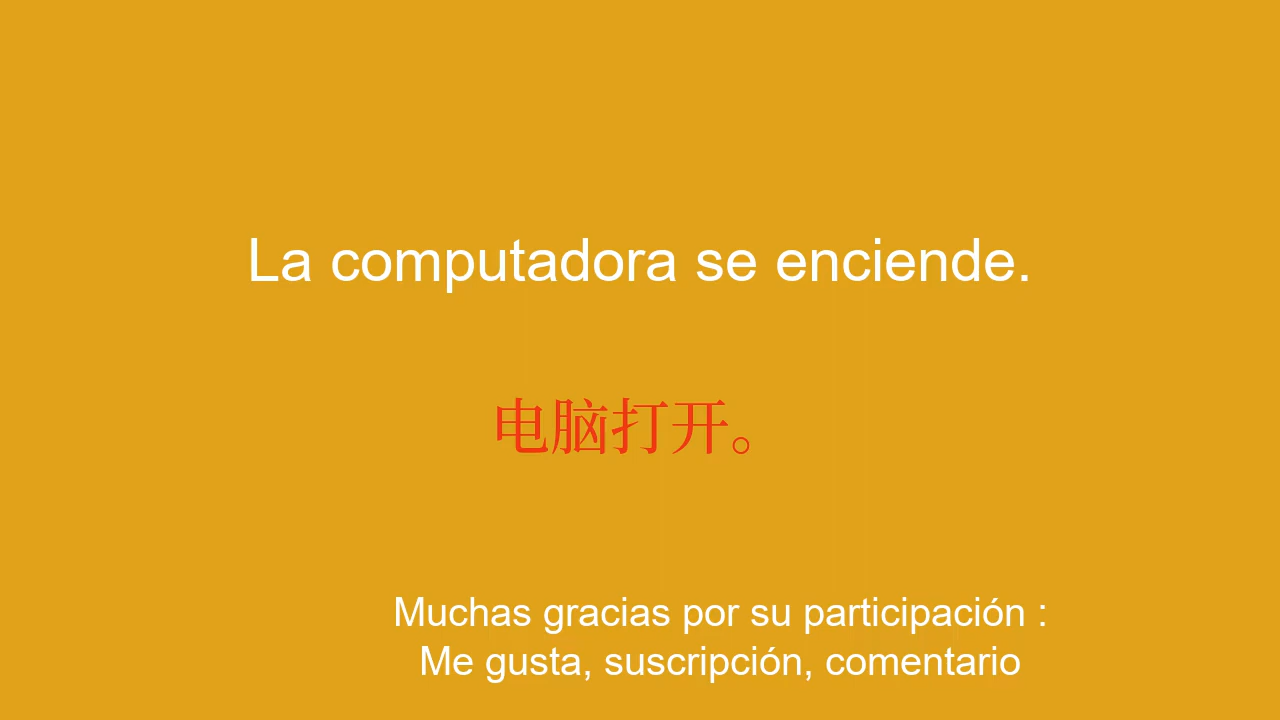 La computadora se enciende.
电脑打开。
Muchas gracias por su participación :
Me gusta, suscripción, comentario